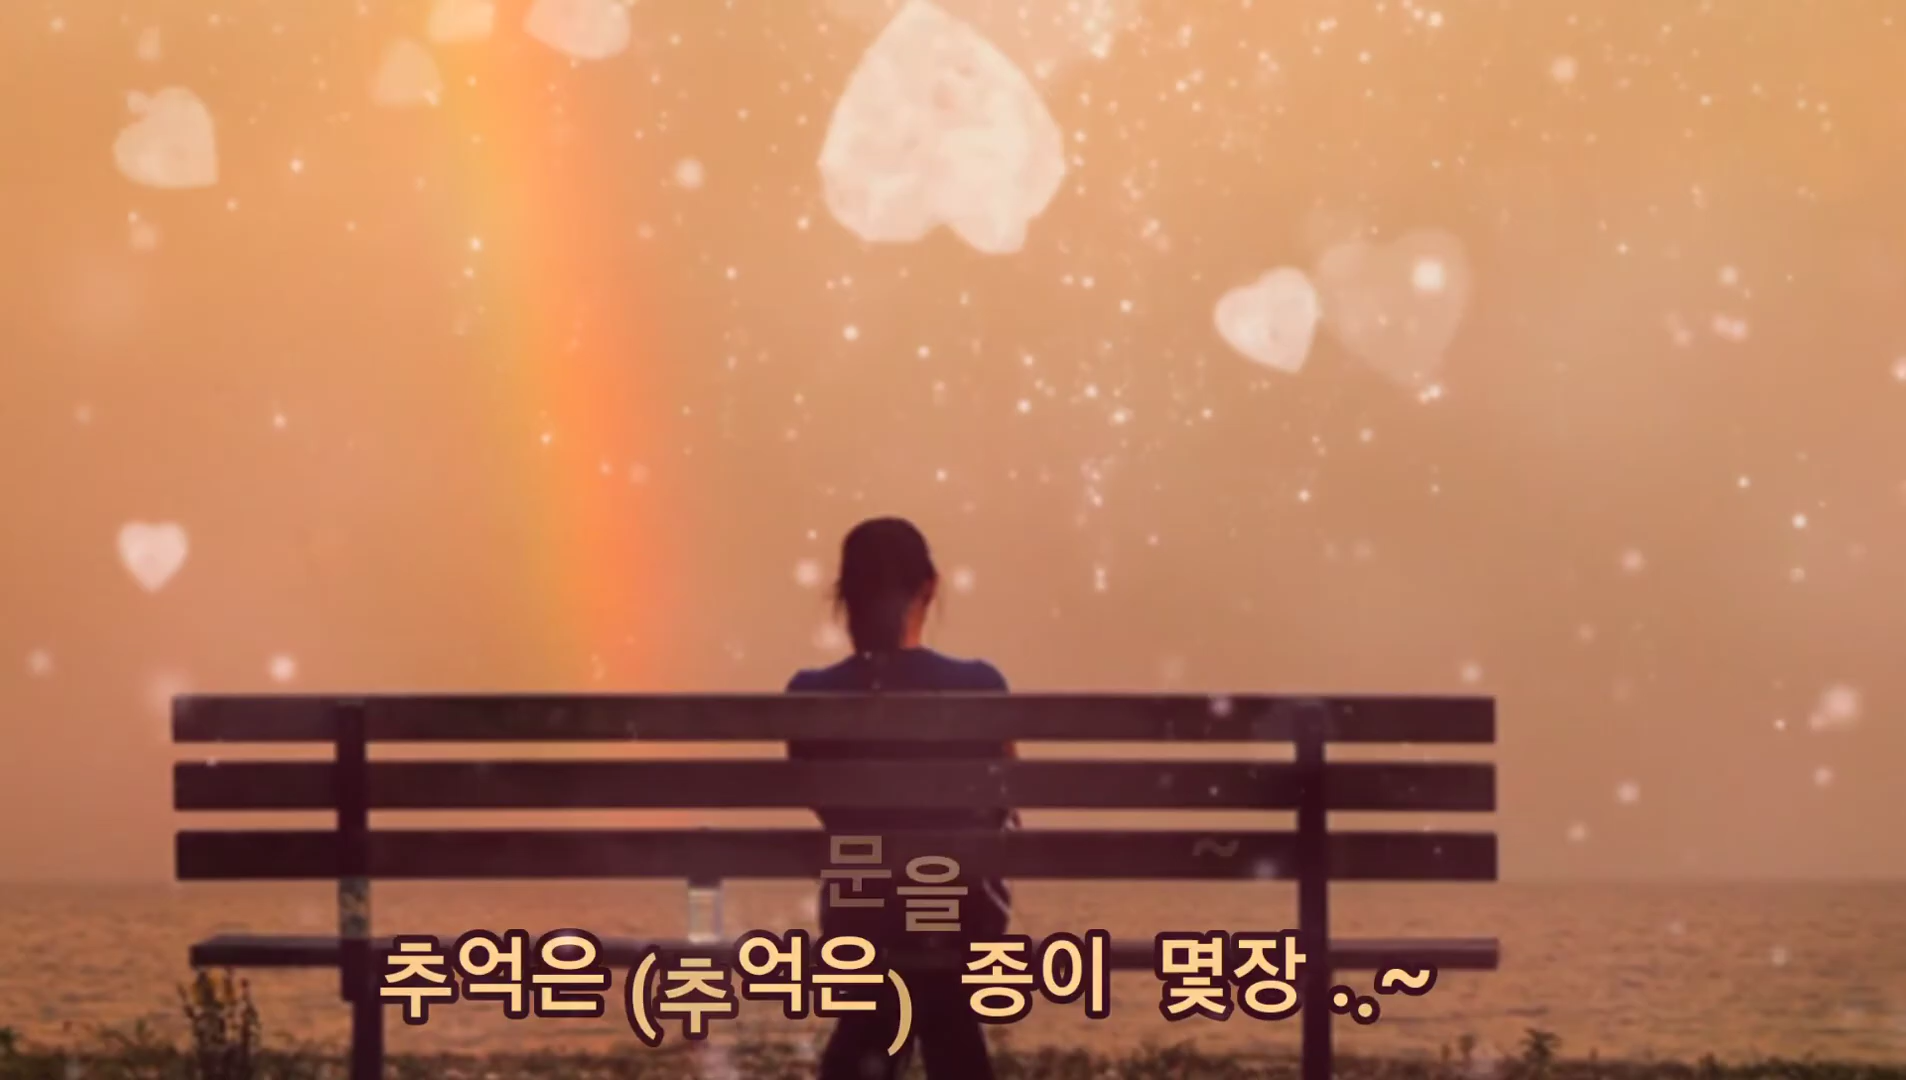 문을 ~
추억은 (추억은) 종이 몇장 ..~